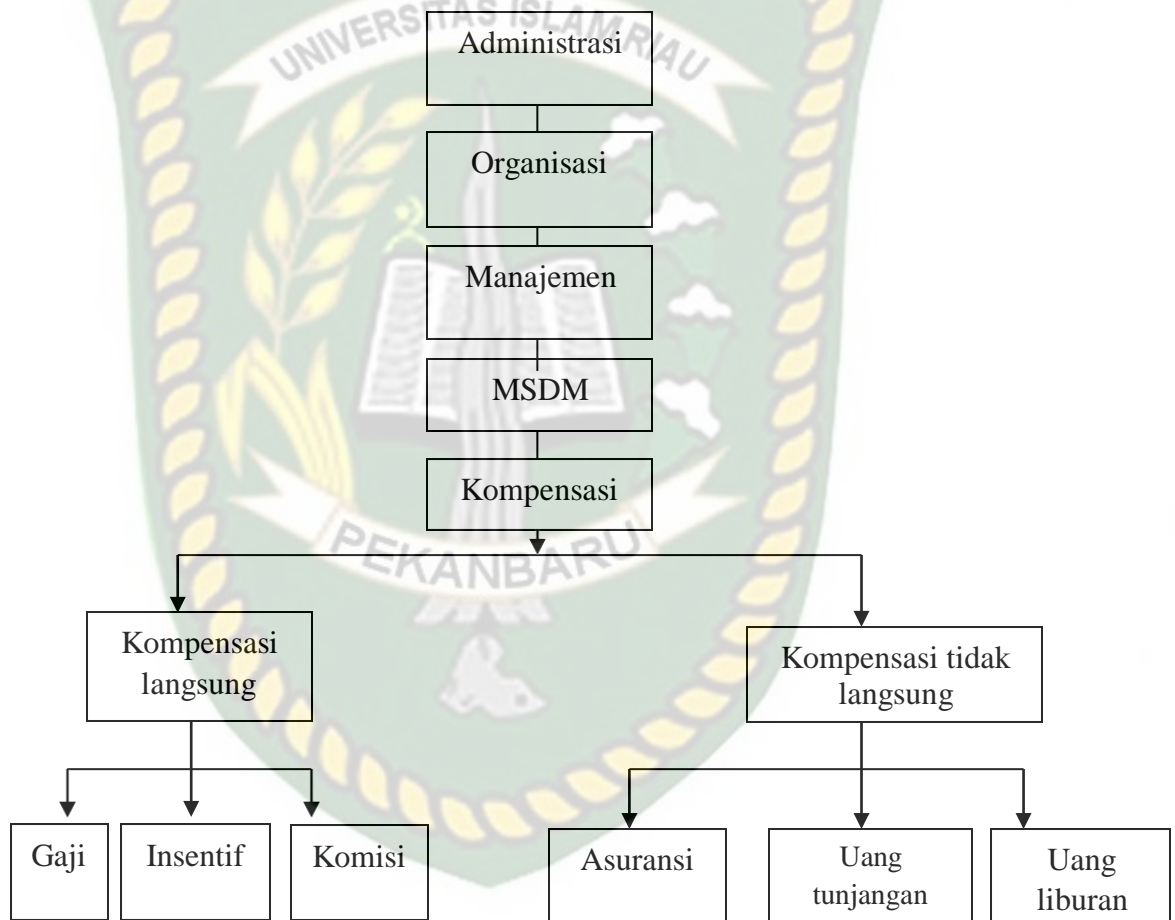 UNIVERSITAS ISLAM RIAU
Administrasi
Organisasi
Manajemen
MSDM
Kompensasi
PEKANBARU
Kompensasi
langsung
Kompensasi tidak
langsung
Gaji
Insentif
Komisi
Asuransi
Uang
tunjangan
Uang
liburan